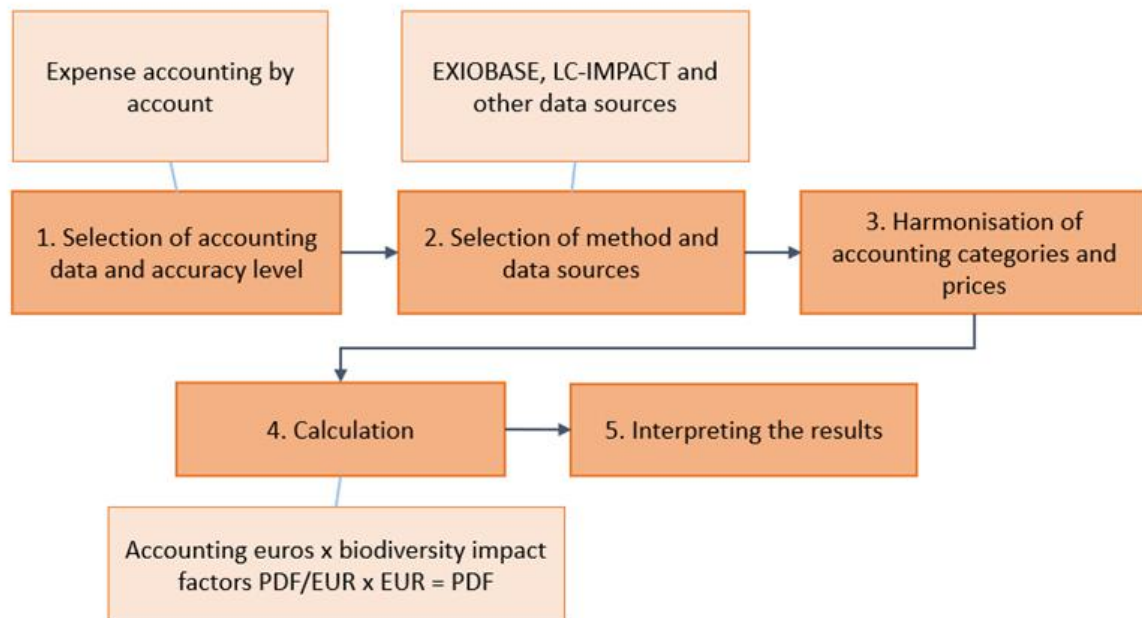 Expense accounting by
account
EXIOBASE, LC-IMPACT and
other data sources
1. Selection of accounting
data and accuracy level
2. Selection of method and
data sources
3. Harmonisation of
accounting categories and
prices
4. Calculation
5. Interpreting the results
Accounting euros x biodiversity impact
factors PDF/EUR x EUR = PDF